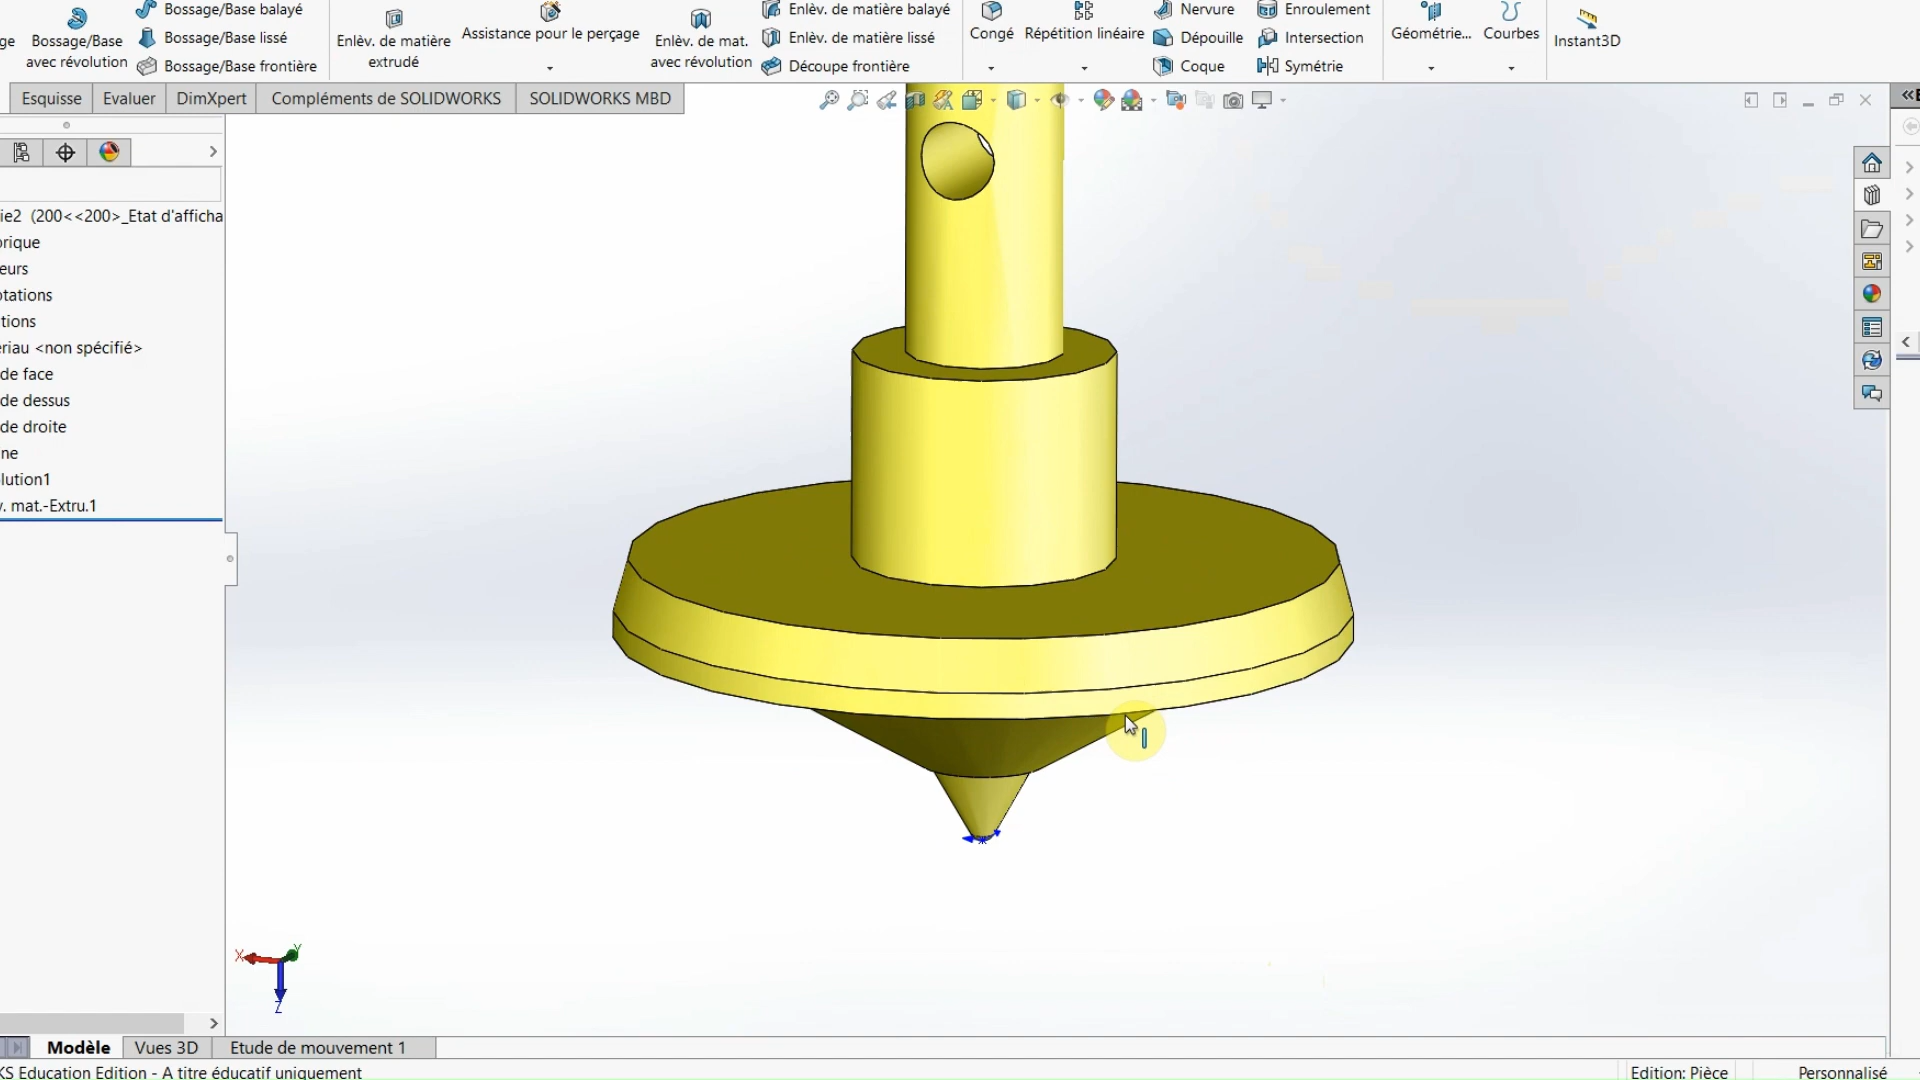 Bossage/Base balayé
Enlèv. de matière balayé
Nervure
Enroulement
ge
Bossage/Base
avec révolution
Bossage/Base lissé
Bossage/Base frontière
Enlèv. de matière
extrudé
Assistance pour le perçage
Enlèv. de mat.
avec révolution
Enlèv. de matière lissé
Découpe frontière
Congé
Répétition linéaire
Dépouille
Coque
Intersection
Symétrie
Géométrie...
Courbes
Instant3D
Esquisse
Evaluer
DimXpert
Compléments de SOLIDWORKS
SOLIDWORKS MBD
ie2 (200<<200>_Etat d'afficha
orique
eurs
otations
tions
ériau <non spécifié>
de face
de dessus
de droite
ne
lution1
v. mat.-Extru.1
X
Y
Z
Modèle
Vues 3D
Etude de mouvement 1
KS Education Edition - A titre éducatif uniquement
Edition: Pièce
Personnalisé